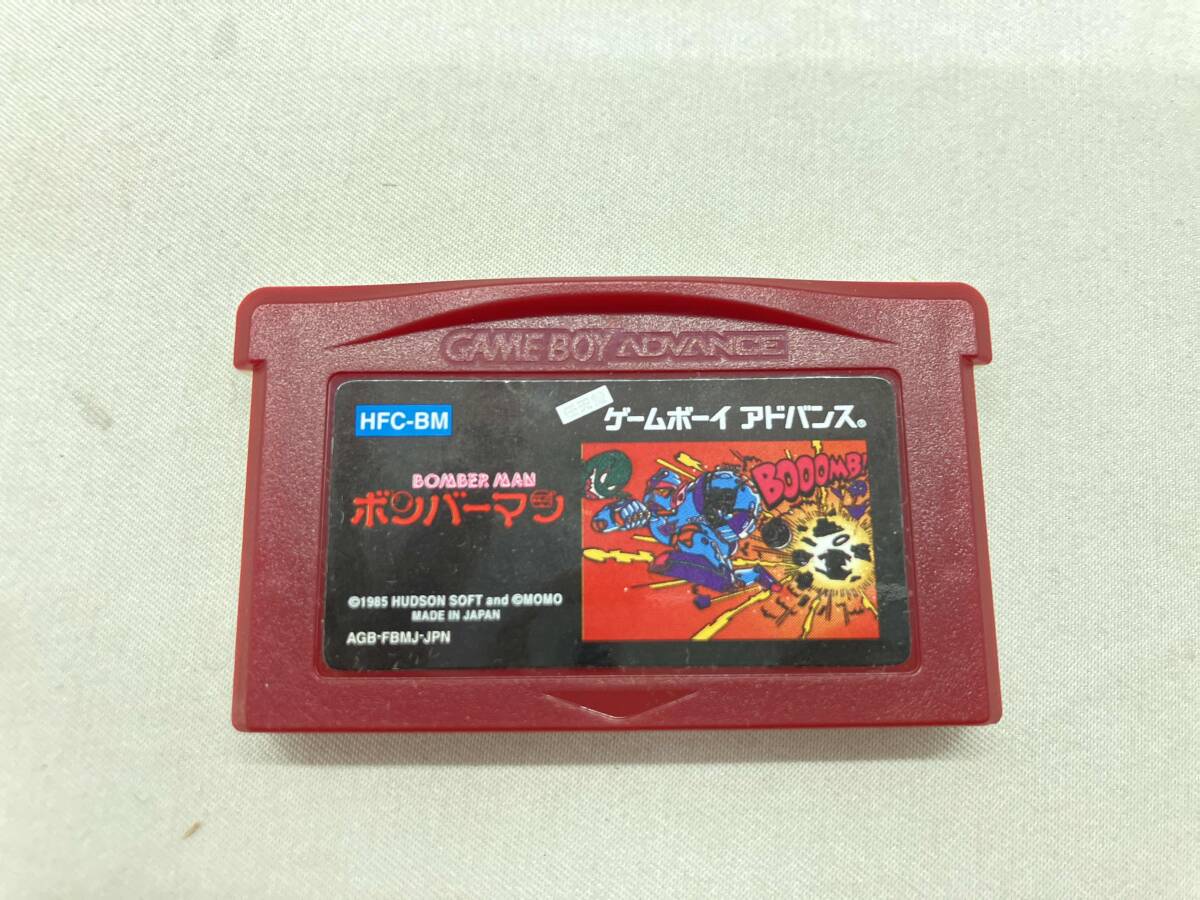 GAME BOY ADVANCE
HFC-BM
ゲームボーイ アドバンス®
BOOOMB!
BOMBER MAN
ボンバーマン
©1985 HUDSON SOFT and ©MOMO
MADE IN JAPAN
AGB-FBMJ-JPN